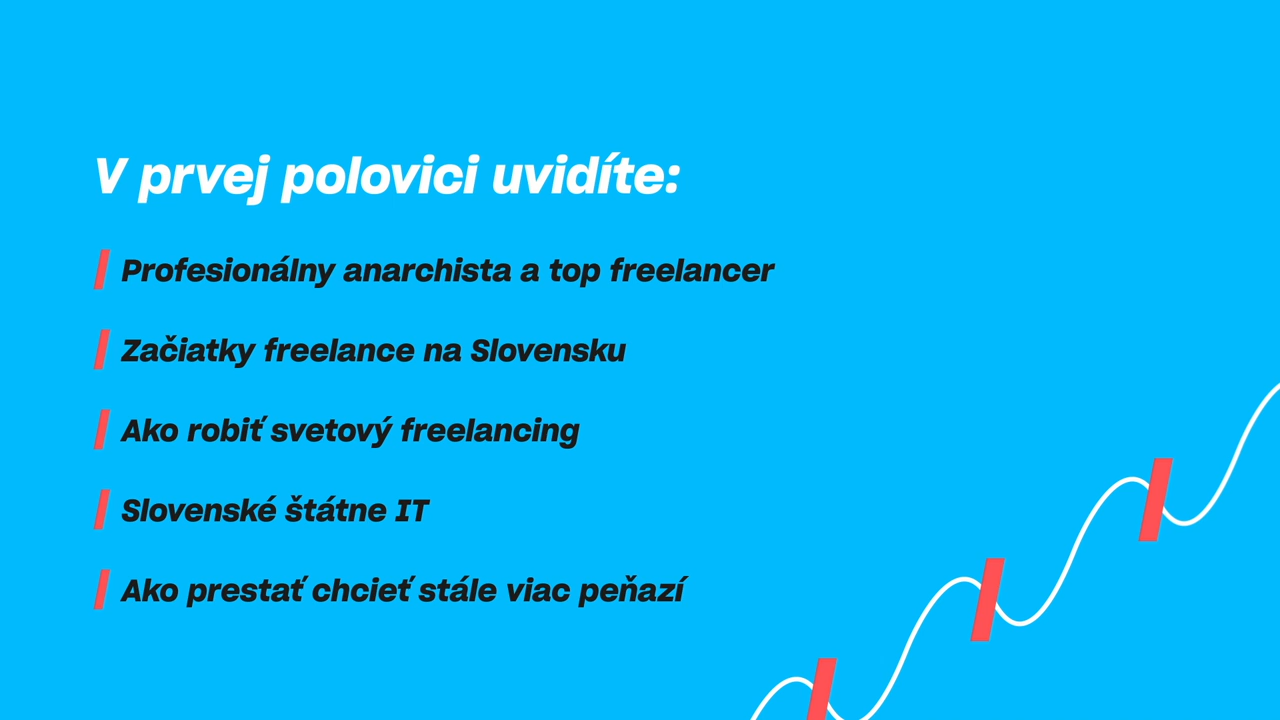 V prvej polovici uvidíte:
Profesionálny anarchista a top freelancer
Začiatky freelance na Slovensku
Ako robiť svetový freelancing
Slovenské štátne IT
Ako prestať chcieť stále viac peňazí